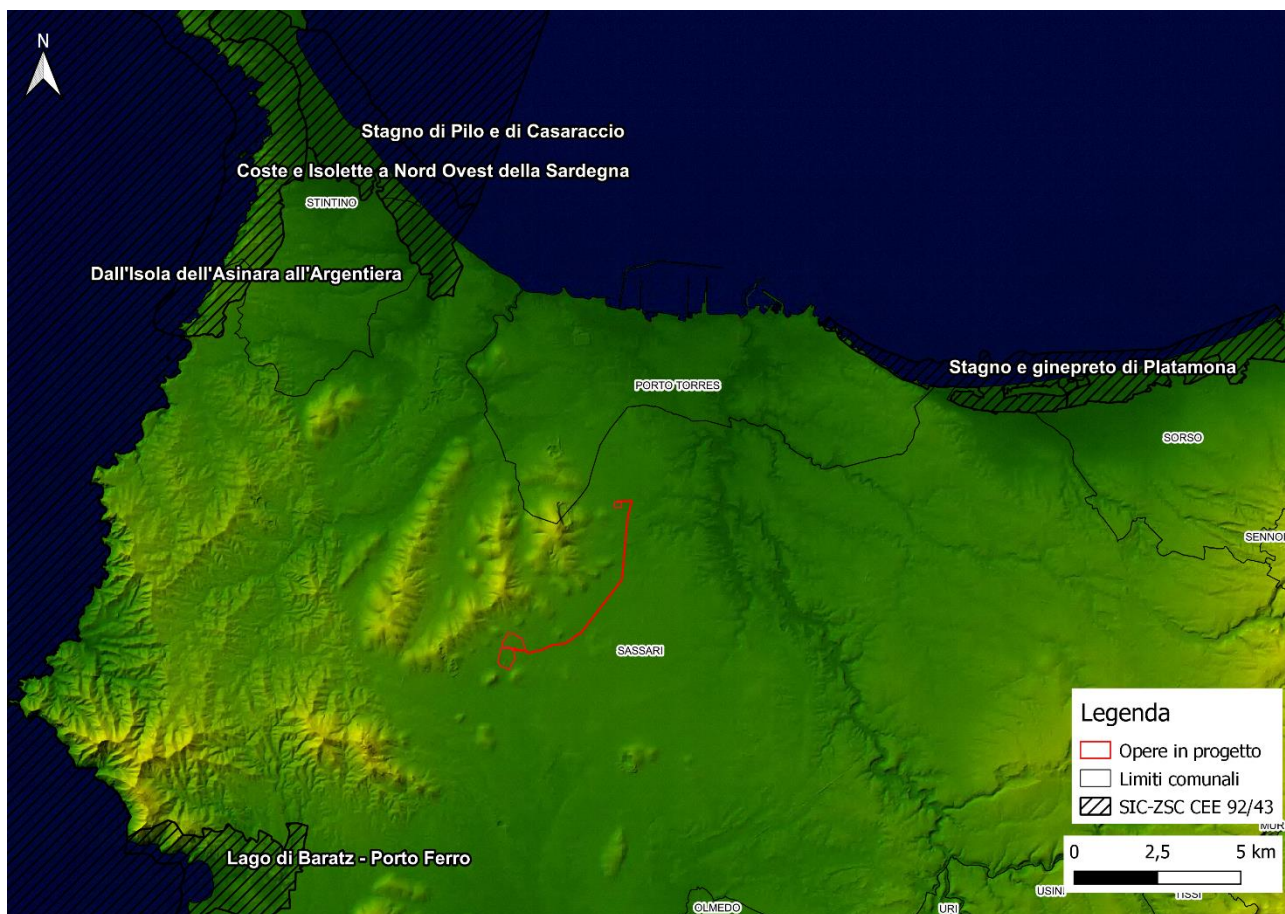 N
Stagno di Pilo e di Casaraccio
Coste e Isolette a Nord Ovest della Sardegna
STINTINO
Dall'Isola dell'Asinara all'Argentiera
Stagno e ginepreto di Platamona
PORTO TORRES
SORSO
SENNOR
SASSARI
Legenda
Opere in progetto
Limiti comunali
SIC-ZSC CEE 92/43
MUR
0 2,5 5 km
Lago di Baratz - Porto Ferro
USINI
TISSI
OLMEDO
URI